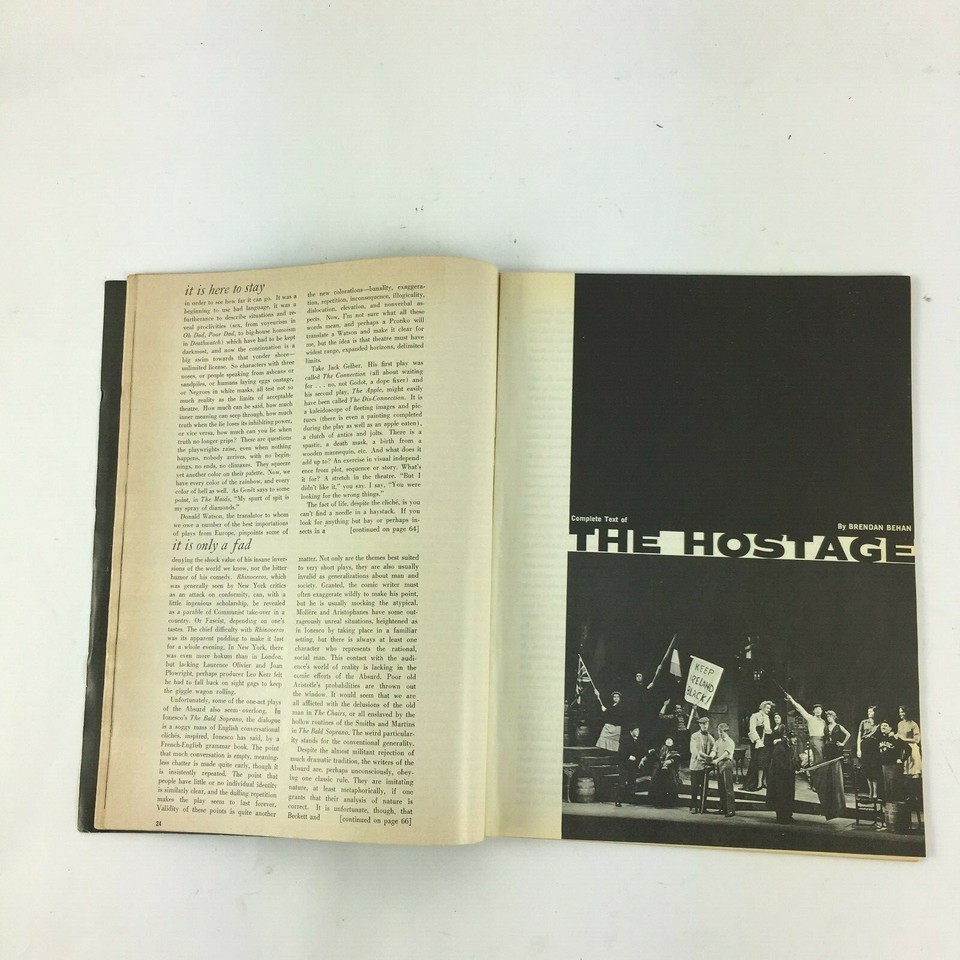 it is here to stay
in order to see how far it can go. It was a
beginning to use bad language, it was a
furtherance to describe situations and re-
veal proclivities (sex, from voyeurism in
Oh Dad, Poor Dad, to big-house homoism
in Deathwatch) which have had to be kept
darkmost, and now the continuation is a
big swim towards that yonder shore—
unlimited license. So characters with three
noses, or people speaking from ashcans or
sandpiles, or humans laying eggs onstage,
or Negroes in white masks, all test not so
much reality as the limits of acceptable
theatre. How much can be said, how much
inner meaning can seep through, how much
truth when the lie loses its inhibiting power,
or vice versa, how much can you lie when
truth no longer grips? These are questions
the playwrights raise, even when nothing
happens, nobody arrives, with no begin-
nings, no ends, no climaxes. They squeeze
yet another color on their palette. Now, we
have every color of the rainbow, and every
color of hell as well. As Genêt says to some
point, in The Maids, "My spurt of spit is
my spray of diamonds."
Donald Watson, the translator to whom
we owe a number of the best importations
of plays from Europe, pinpoints some of
the new colorations—banality, exaggera-
tion, repetition, inconsequence, illogicality,
dislocation, elevation, and nonverbal as-
pects. Now, I'm not sure what all these
words mean, and perhaps a Pronko will
translate a Watson and make it clear for
me, but the idea is that theatre must have
widest range, expanded horizons, delimited
limits.
Take Jack Gelber. His first play was
called The Connection (all about waiting
for . . . no, not Godot, a dope fixer) and
his second play, The Apple, might easily
have been called The Dis-Connection. It is
a kaleidoscope of fleeting images and pic-
tures (there is even a painting completed
during the play as well as an apple eaten),
a clutch of antics and jolts. There is a
spastic, a death mask, a birth from a
wooden mannequin, etc. And what does it
add up to? An exercise in visual independ-
ence from plot, sequence or story. What's
it for? A stretch in the theatre. "But I
didn't like it," you say. I say, "You were
looking for the wrong things."
The fact of life, despite the cliché, is you
can't find a needle in a haystack. If you
look for anything but hay or perhaps in-
sects in a [continued on page 64]
it is only a fad
denying the shock value of his insane inver-
sions of the world we know, nor the bitter
humor of his comedy. Rhinoceros, which
was generally seen by New York critics
as an attack on conformity, can, with a
little ingenious scholarship, be revealed
as a parable of Communist take-over in a
country. Or Fascist, depending on one's
tastes. The chief difficulty with Rhinoceros
was its apparent padding to make it last
for a whole evening. In New York, there
was even more hokum than in London,
but lacking Laurence Olivier and Joan
Plowright, perhaps producer Leo Kerz felt
he had to fall back on sight gags to keep
the giggle wagon rolling.
Unfortunately, some of the one-act plays
of the Absurd also seem overlong. In
Ionesco's The Bald Soprano, the dialogue
is a soggy mass of English conversational
clichés, inspired, Ionesco has said, by a
French-English grammar book. The point
that much conversation is empty, meaning-
less chatter is made quite early, though it
is insistently repeated. The point that
people have little or no individual identity
is similarly clear, and the dulling repetition
makes the play seem to last forever.
Validity of these points is quite another
matter. Not only are the themes best suited
to very short plays, they are also usually
invalid as generalizations about man and
society. Granted, the comic writer must
often exaggerate wildly to make his point,
but he is usually mocking the atypical.
Molière and Aristophanes have some out-
rageously unreal situations, heightened as
in Ionesco by taking place in a familiar
setting, but there is always at least one
character who represents the rational,
social man. This contact with the audi-
ence's world of reality is lacking in the
comic efforts of the Absurd. Poor old
Aristotle's probabilities are thrown out
the window. It would seem that we are
all afflicted with the delusions of the old
man in The Chairs, or all enslaved by the
hollow routines of the Smiths and Martins
in The Bald Soprano. The weird particular-
ity stands for the conventional generality.
Despite the almost militant rejection of
much dramatic tradition, the writers of the
Absurd are, perhaps unconsciously, obey-
ing one classic rule. They are imitating
nature, at least metaphorically, if one
grants that their analysis of nature is
correct. It is unfortunate, though, that
Beckett and [continued on page 66]
24
Complete Text of
By BRENDAN BEHAN
THE HOSTAGE
KEEP
IRELAND
BLACK!